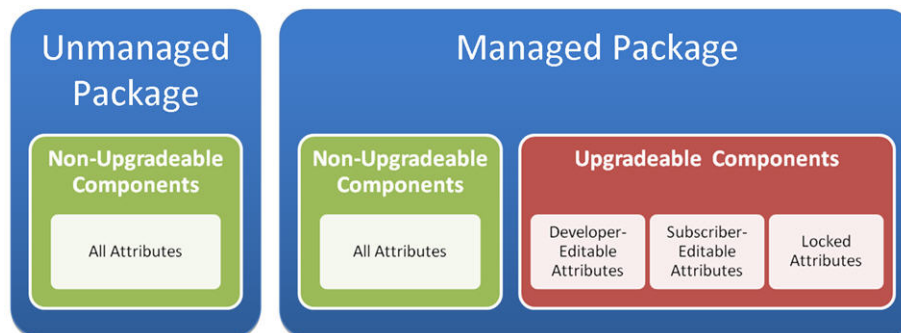 Unmanaged
Package
Non-Upgradeable
Components
All Attributes
Managed Package
Non-Upgradeable
Components
All Attributes
Upgradeable Components
Developer-
Editable
Attributes
Subscriber-
Editable
Attributes
Locked
Attributes